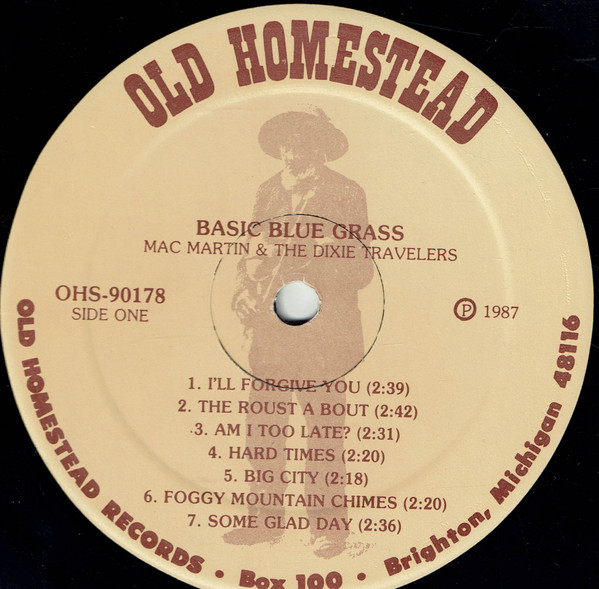 OLD HOMESTEAD
BASIC BLUE GRASS
MAC MARTIN & THE DIXIE TRAVELERS
OHS-90178
SIDE ONE
Ⓟ 1987
1. I'LL FORGIVE YOU (2:39)
2. THE ROUST A BOUT (2:42)
3. AM I TOO LATE? (2:31)
4. HARD TIMES (2:20)
5. BIG CITY (2:18)
6. FOGGY MOUNTAIN CHIMES (2:20)
7. SOME GLAD DAY (2:36)
OLD HOMESTEAD RECORDS • Box 100 • Brighton, Michigan 48116